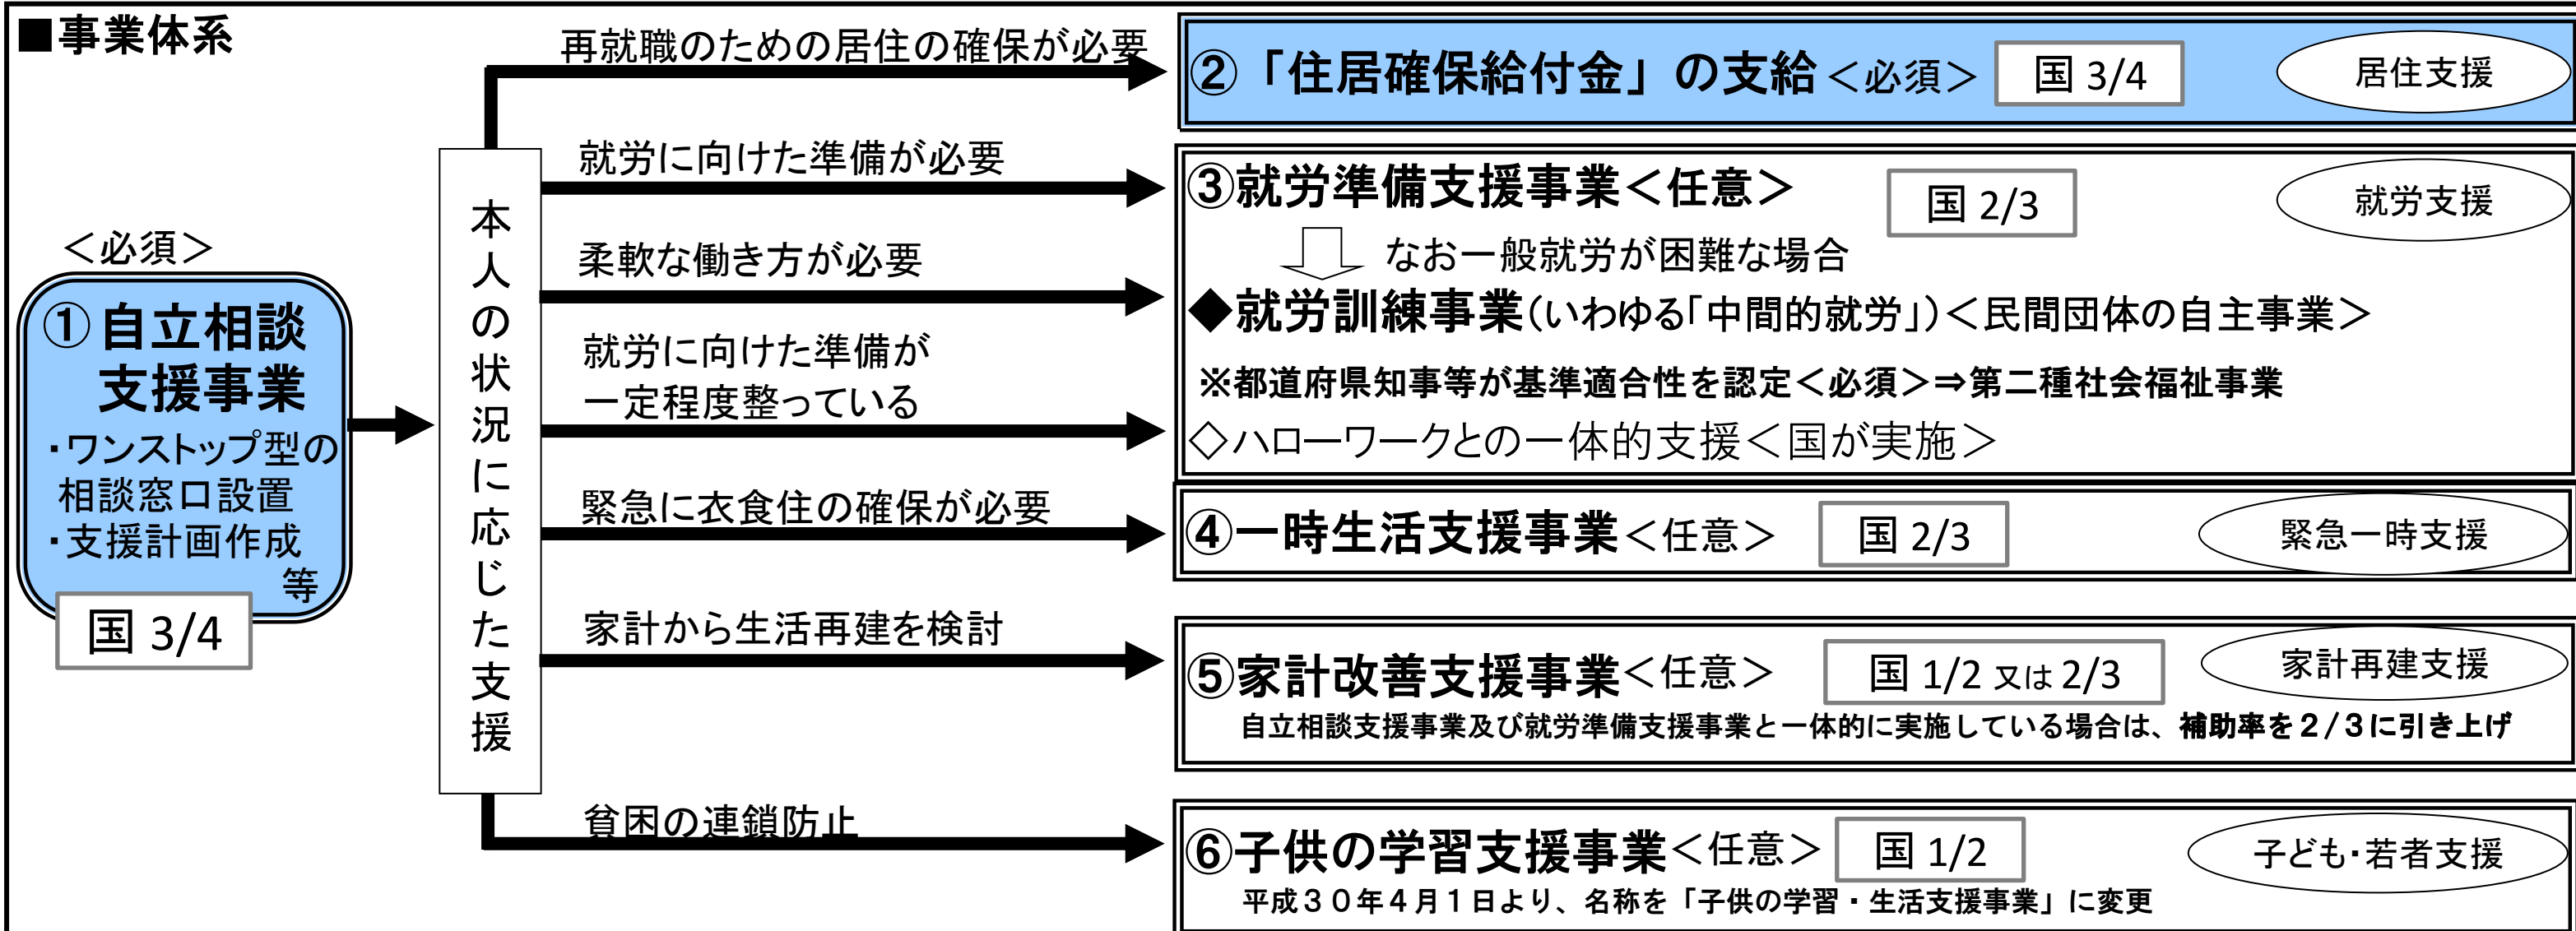 ■事業体系
＜必須＞
①自立相談
支援事業
・ワンストップ型の
相談窓口設置
・支援計画作成
等
国 3/4
本人の状況に応じた支援
再就職のための居住の確保が必要
②「住居確保給付金」の支給＜必須＞ 国 3/4 居住支援
就労に向けた準備が必要
③就労準備支援事業＜任意＞ 国 2/3 就労支援
なお一般就労が困難な場合
柔軟な働き方が必要
◆就労訓練事業(いわゆる「中間的就労」)＜民間団体の自主事業＞
※都道府県知事等が基準適合性を認定＜必須＞⇒第二種社会福祉事業
就労に向けた準備が
一定程度整っている
◇ハローワークとの一体的支援＜国が実施＞
緊急に衣食住の確保が必要
④一時生活支援事業＜任意＞ 国 2/3 緊急一時支援
家計から生活再建を検討
⑤家計改善支援事業＜任意＞ 国 1/2 又は 2/3 家計再建支援
自立相談支援事業及び就労準備支援事業と一体的に実施している場合は、補助率を２/３に引き上げ
貧困の連鎖防止
⑥子供の学習支援事業＜任意＞ 国 1/2 子ども・若者支援
平成３０年４月１日より、名称を「子供の学習・生活支援事業」に変更